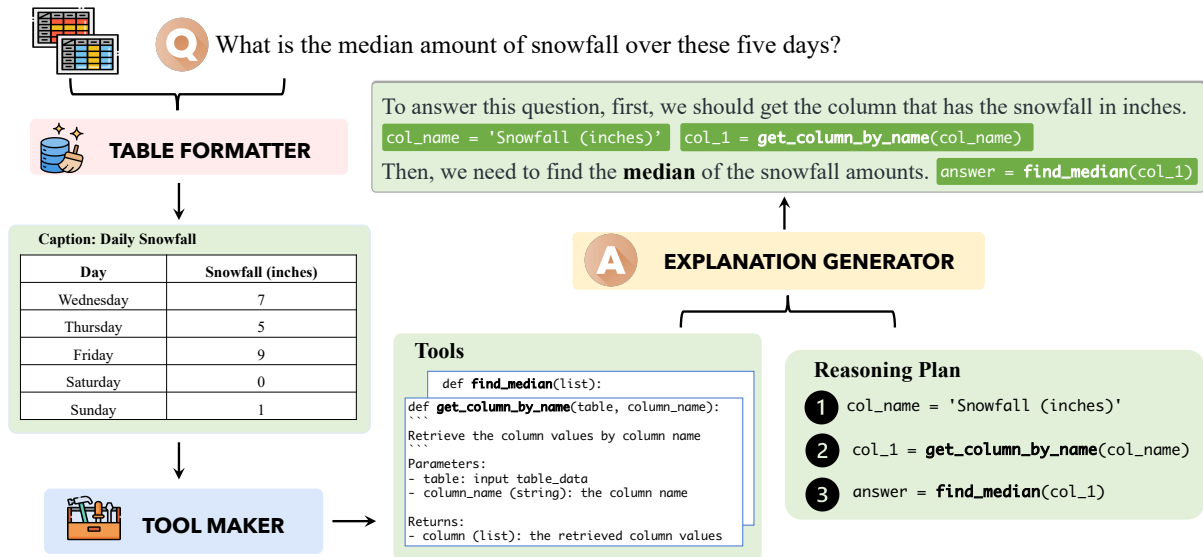 Q What is the median amount of snowfall over these five days?
TABLE FORMATTER
To answer this question, first, we should get the column that has the snowfall in inches.
col_name = 'Snowfall (inches)’ col_1 = get_column_by_name(col_name)
Then, we need to find the median of the snowfall amounts. answer = find_median(col_1)
Caption: Daily Snowfall
Day Snowfall (inches)
Wednesday 7
Thursday 5
Friday 9
Saturday 0
Sunday 1
TOOL MAKER
A EXPLANATION GENERATOR
Tools
def find_median(list):
def get_column_by_name(table, column_name):
```
Retrieve the column values by column name
```
Parameters:
- table: input table_data
- column_name (string): the column name
Returns:
- column (list): the retrieved column values
Reasoning Plan
1 col_name = 'Snowfall (inches)'
2 col_1 = get_column_by_name(col_name)
3 answer = find_median(col_1)